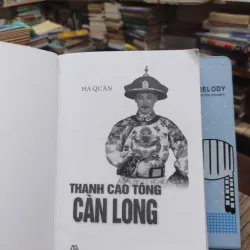 HÀ QUÂN
THANH CAO TÔNG
CÀN LONG
MELODY